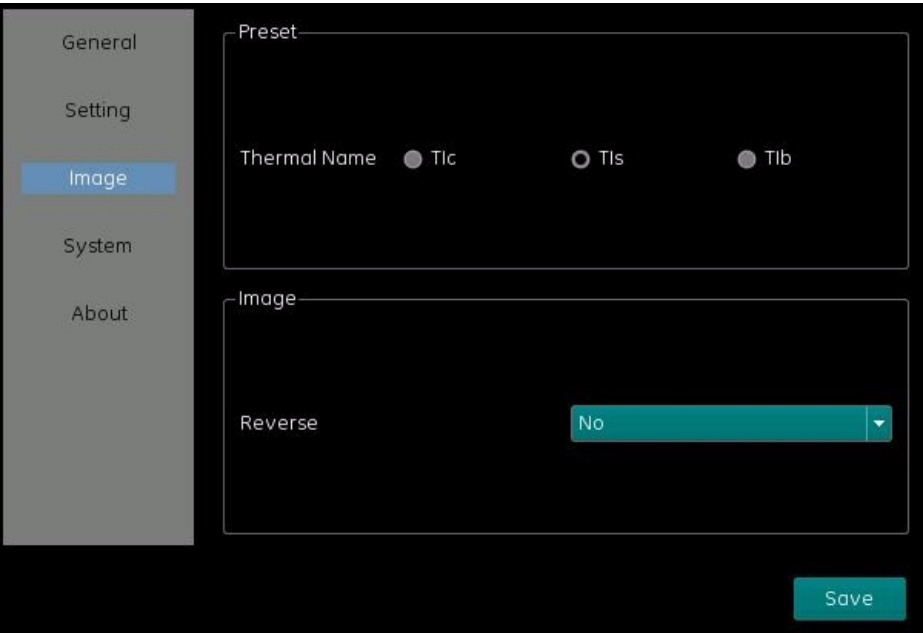 General
Setting
Image
System
About
Preset
Thermal Name TIc TIs TIb
Image
Reverse No
Save